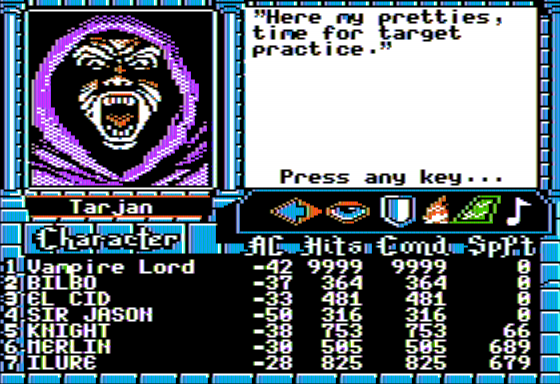 "Here my pretties,
time for target
practice."
Press any key...
Tarjan
Character AC Hits Cond SpPt
1 Vampire Lord -42 9999 9999 0
2 BILBO -37 364 364 0
3 EL CID -33 481 481 0
4 SIR JASON -50 316 316 0
5 KNIGHT -38 753 753 66
6 MERLIN -30 505 505 689
7 ILURE -28 825 825 679